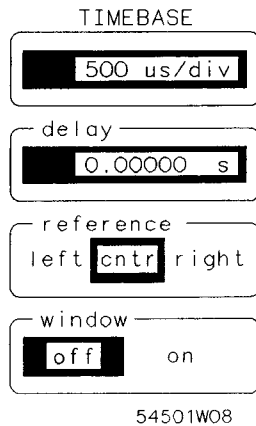 TIMEBASE
500 us/div
delay
0.00000 s
reference
left cntr right
window
off on
54501W08